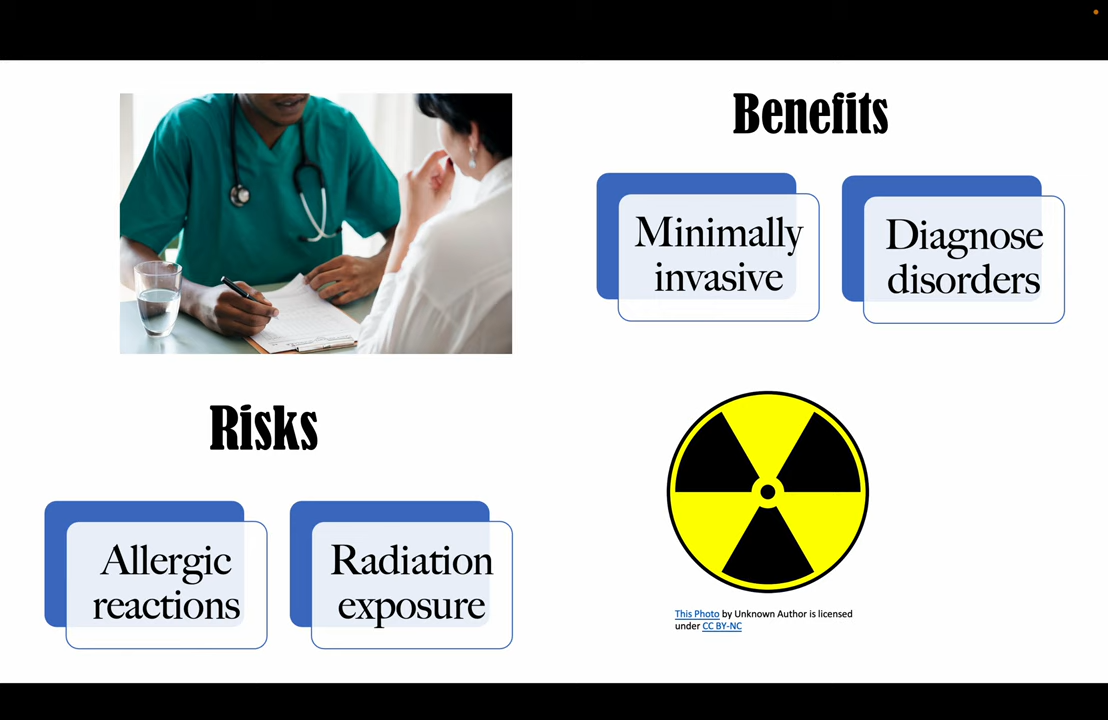 Benefits
Minimally
invasive
Diagnose
disorders
Risks
Allergic
reactions
Radiation
exposure
This Photo by Unknown Author is licensed
under CC BY-NC